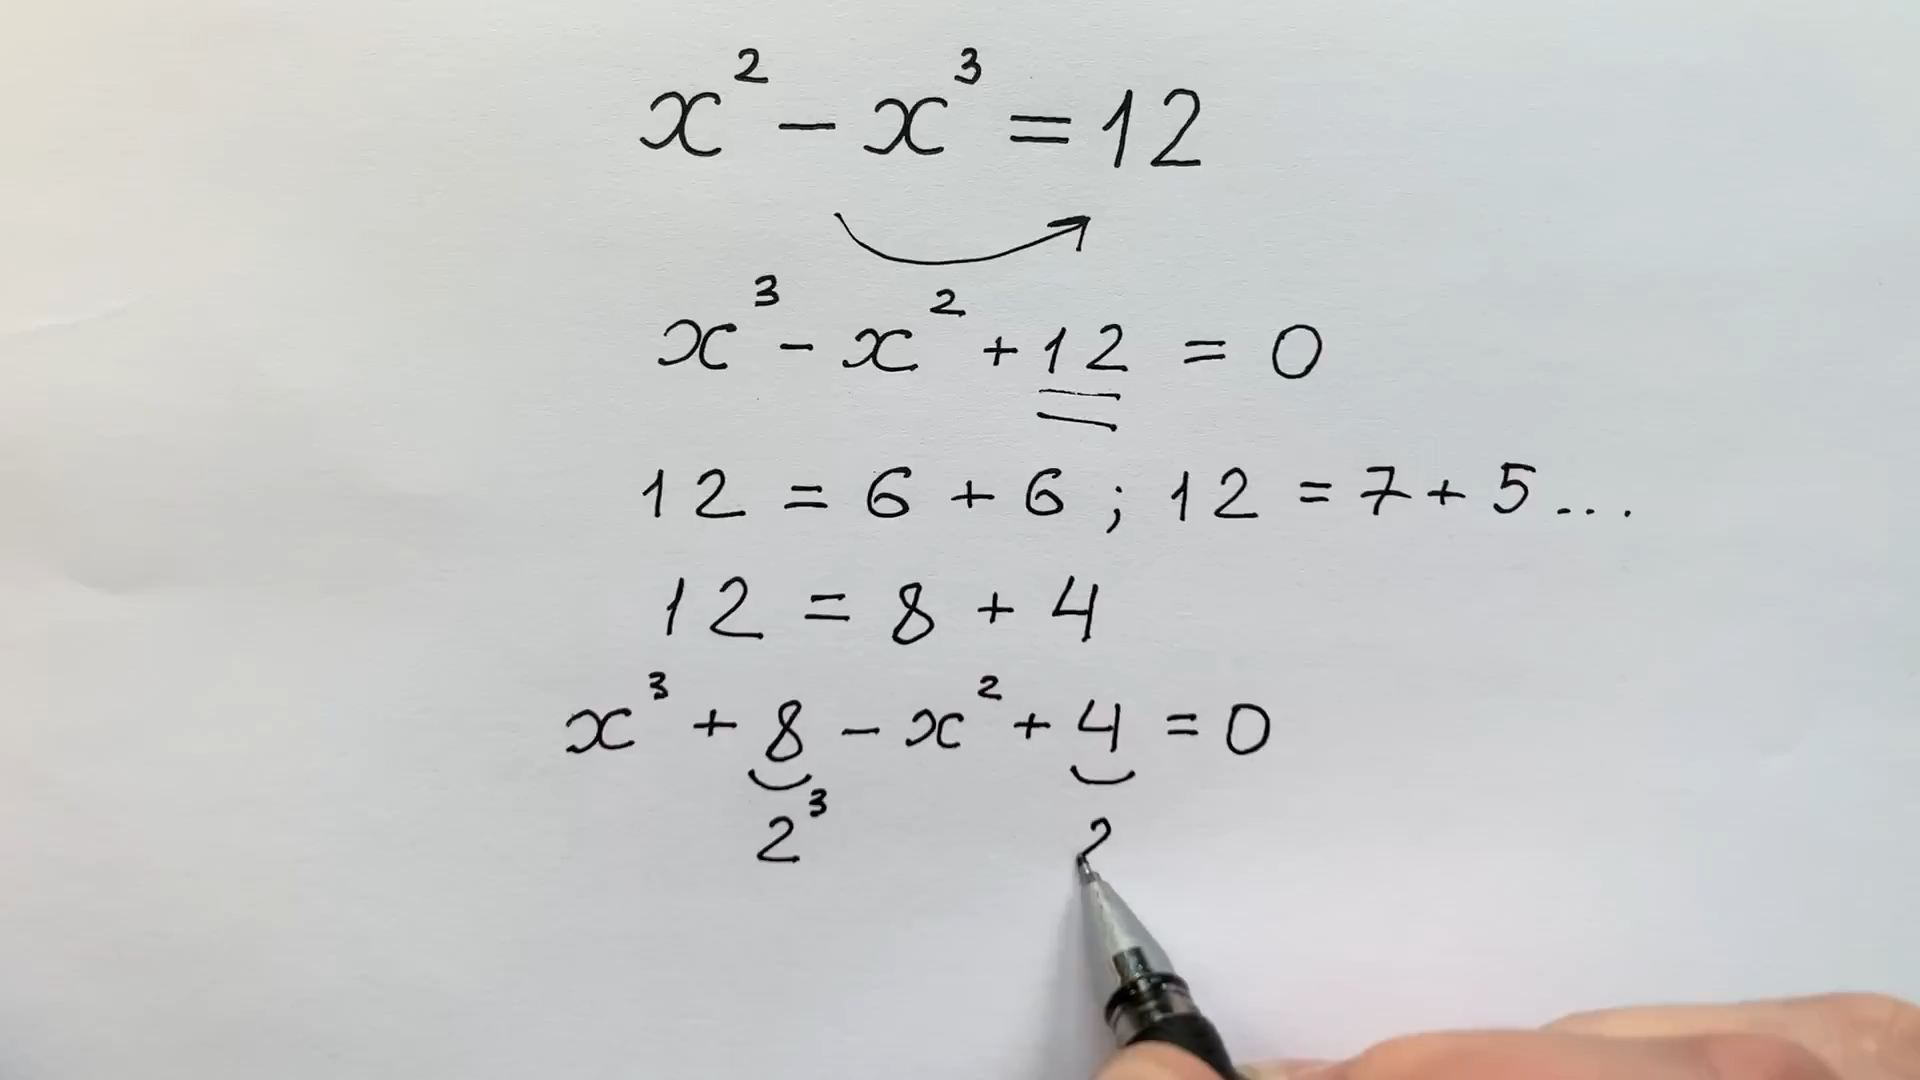 x² - x³ = 12
x³ - x² + 12 = 0
12 = 6 + 6 ; 12 = 7 + 5 ...
12 = 8 + 4
x³ + 8 - x² + 4 = 0
2³ 2